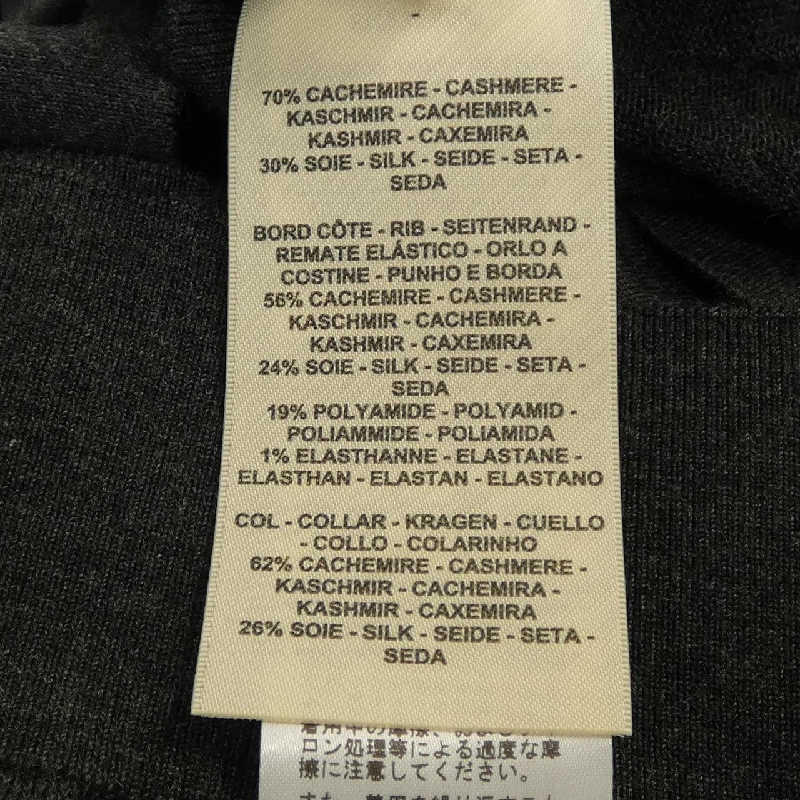 70% CACHEMIRE - CASHMERE -
KASCHMIR - CACHEMIRA -
KASHMIR - CAXEMIRA
30% SOIE - SILK - SEIDE - SETA -
SEDA
BORD CÔTE - RIB - SEITENRAND -
REMATE ELÁSTICO - ORLO A
COSTINE - PUNHO E BORDA
56% CACHEMIRE - CASHMERE -
KASCHMIR - CACHEMIRA -
KASHMIR - CAXEMIRA
24% SOIE - SILK - SEIDE - SETA -
SEDA
19% POLYAMIDE - POLYAMID -
POLIAMMIDE - POLIAMIDA
1% ELASTHANNE - ELASTANE -
ELASTHAN - ELASTAN - ELASTANO
COL - COLLAR - KRAGEN - CUELLO
- COLLO - COLARINHO
62% CACHEMIRE - CASHMERE -
KASCHMIR - CACHEMIRA -
KASHMIR - CAXEMIRA
26% SOIE - SILK - SEIDE - SETA -
SEDA
ロン処理等による過度な摩
擦に注意してください。